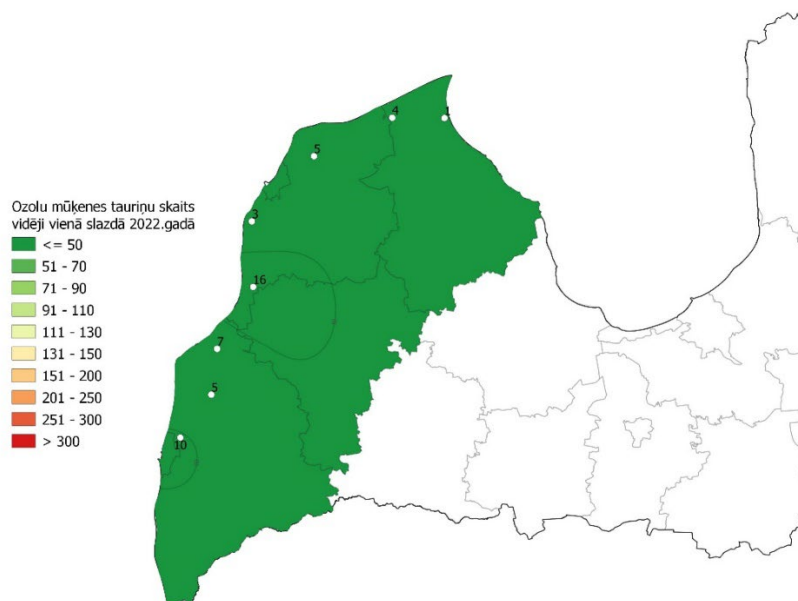 Ozolu mūķenes tauriņu skaits
vidēji vienā slazdā 2022.gadā
<= 50
51 - 70
71 - 90
91 - 110
111 - 130
131 - 150
151 - 200
201 - 250
251 - 300
> 300
4
1
5
3
16
7
5
10